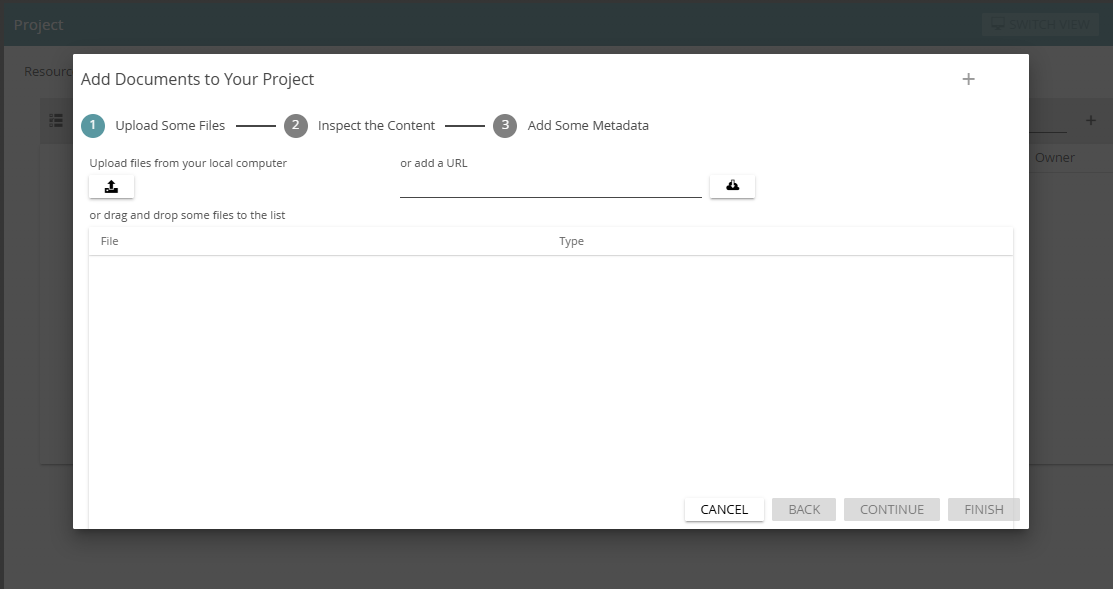 Project
SWITCH VIEW
Resourc
Add Documents to Your Project
1 Upload Some Files 2 Inspect the Content 3 Add Some Metadata
Upload files from your local computer or add a URL
Owner
or drag and drop some files to the list
File Type
CANCEL BACK CONTINUE FINISH